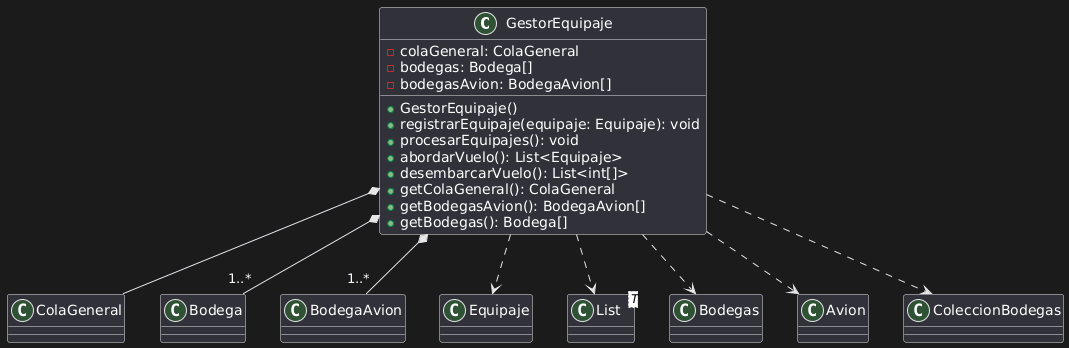 C GestorEquipaje
colaGeneral: ColaGeneral
bodegas: Bodega[]
bodegasAvion: BodegaAvion[]
GestorEquipaje()
registrarEquipaje(equipaje: Equipaje): void
procesarEquipajes(): void
abordarVuelo(): List<Equipaje>
desembarcarVuelo(): List<int[]>
getColaGeneral(): ColaGeneral
getBodegasAvion(): BodegaAvion[]
getBodegas(): Bodega[]
1..*
1..*
C ColaGeneral
C Bodega
C BodegaAvion
C Equipaje
C List
T
C Bodegas
C Avion
C ColeccionBodegas